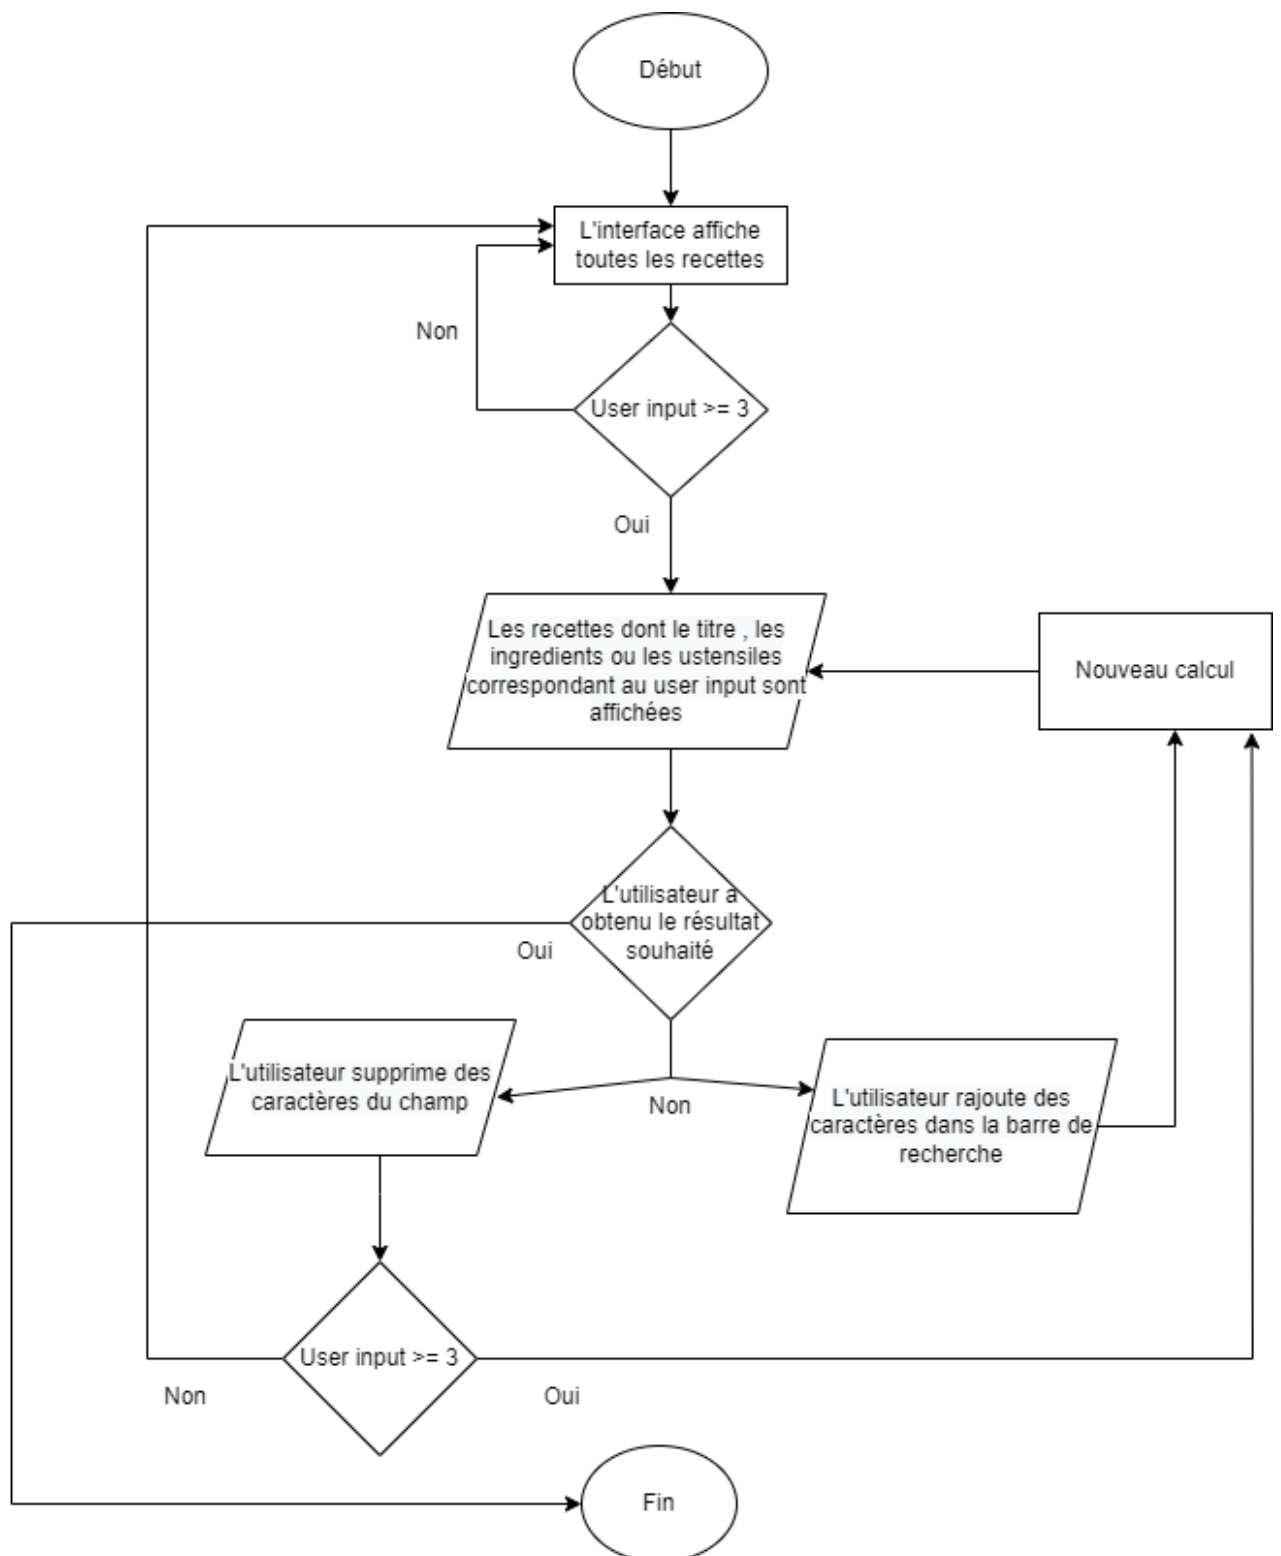 Début
L'interface affiche
toutes les recettes
Non
User input >= 3
Oui
Les recettes dont le titre , les
ingredients ou les ustensiles
correspondant au user input sont
affichées
Nouveau calcul
L'utilisateur a
obtenu le résultat
souhaité
Oui
L'utilisateur supprime des
caractères du champ
Non
L'utilisateur rajoute des
caractères dans la barre de
recherche
User input >= 3
Non
Oui
Fin